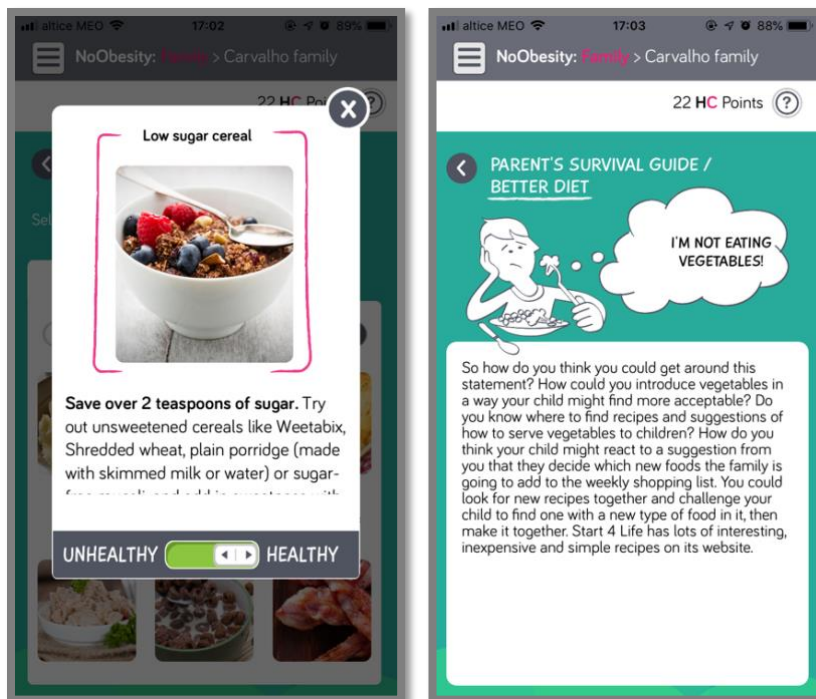 altice MEO 17:02 89%
NoObesity: Family > Carvalho family
22 HC Poi
X
?
Low sugar cereal
Sel
Save over 2 teaspoons of sugar. Try
out unsweetened cereals like Weetabix,
Shredded wheat, plain porridge (made
with skimmed milk or water) or sugar-
UNHEALTHY HEALTHY
altice MEO 17:03 88%
NoObesity: Family > Carvalho family
22 HC Points ?
PARENT'S SURVIVAL GUIDE /
BETTER DIET
I'M NOT EATING
VEGETABLES!
So how do you think you could get around this
statement? How could you introduce vegetables in
a way your child might find more acceptable? Do
you know where to find recipes and suggestions of
how to serve vegetables to children? How do you
think your child might react to a suggestion from
you that they decide which new foods the family is
going to add to the weekly shopping list. You could
look for new recipes together and challenge your
child to find one with a new type of food in it, then
make it together. Start 4 Life has lots of interesting,
inexpensive and simple recipes on its website.